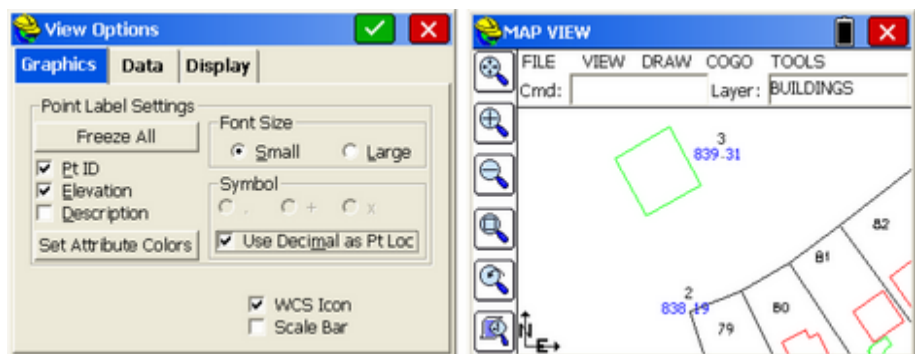 View Options
Graphics Data Display
Point Label Settings
Freeze All
Pt ID
Elevation
Description
Set Attribute Colors
Font Size
Small Large
Symbol
. + x
Use Decimal as Pt Loc
WCS Icon
Scale Bar
MAP VIEW
FILE VIEW DRAW COGO TOOLS
Cmd: Layer: BUILDINGS
3
839.31
82
81
2
838.19
80
79
N
E